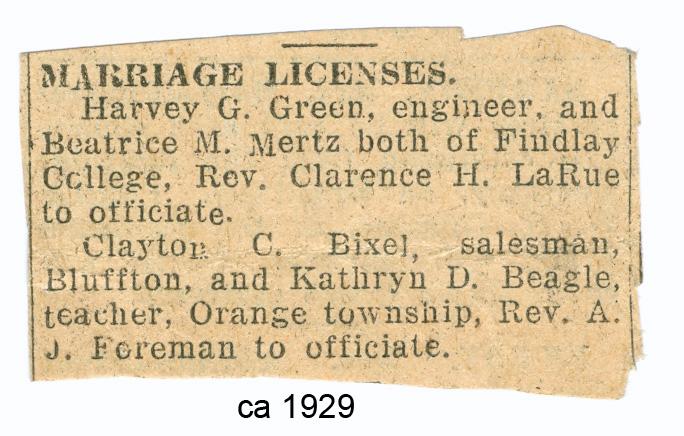 MARRIAGE LICENSES.
Harvey G. Green, engineer, and
Beatrice M. Mertz both of Findlay
College, Rev. Clarence H. LaRue
to officiate.
Clayton C. Bixel, salesman,
Bluffton, and Kathryn D. Beagle,
teacher, Orange township, Rev. A.
J. Foreman to officiate.
ca 1929